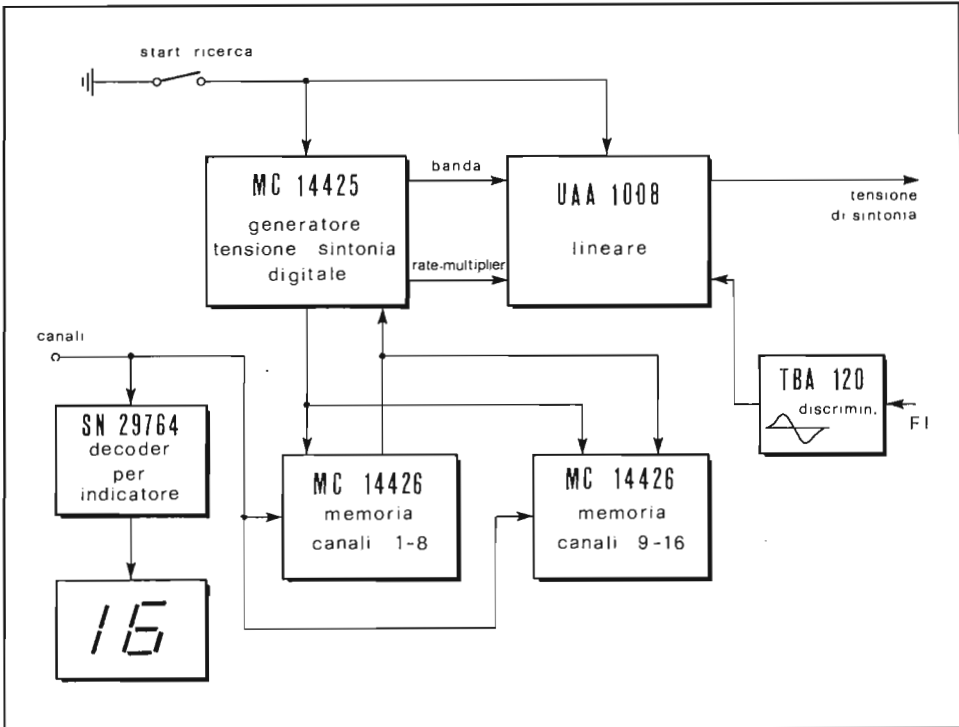 start ricerca
MC 14425
generatore
tensione sintonia
digitale
banda
rate-multiplier
UAA 1008
lineare
tensione
di sintonia
canali
SN 29764
decoder
per
indicatore
16
MC 14426
memoria
canali 1-8
MC 14426
memoria
canali 9-16
TBA 120
discrimin.
FI